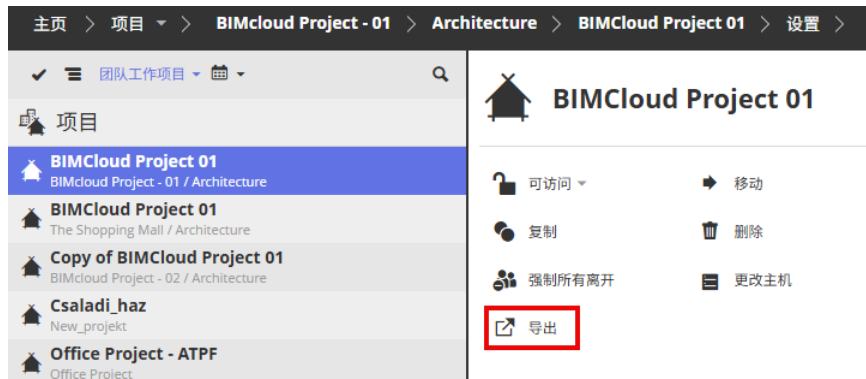 主页 > 项目 > BIMcloud Project - 01 > Architecture > BIMCloud Project 01 > 设置 >
团队工作项目
项目
BIMCloud Project 01
BIMcloud Project - 01 / Architecture
BIMCloud Project 01
The Shopping Mall / Architecture
Copy of BIMCloud Project 01
BIMcloud Project - 02 / Architecture
Csaladi_haz
New_projekt
Office Project - ATPF
Office Project
BIMCloud Project 01
可访问 移动
复制 删除
强制所有离开 更改主机
导出